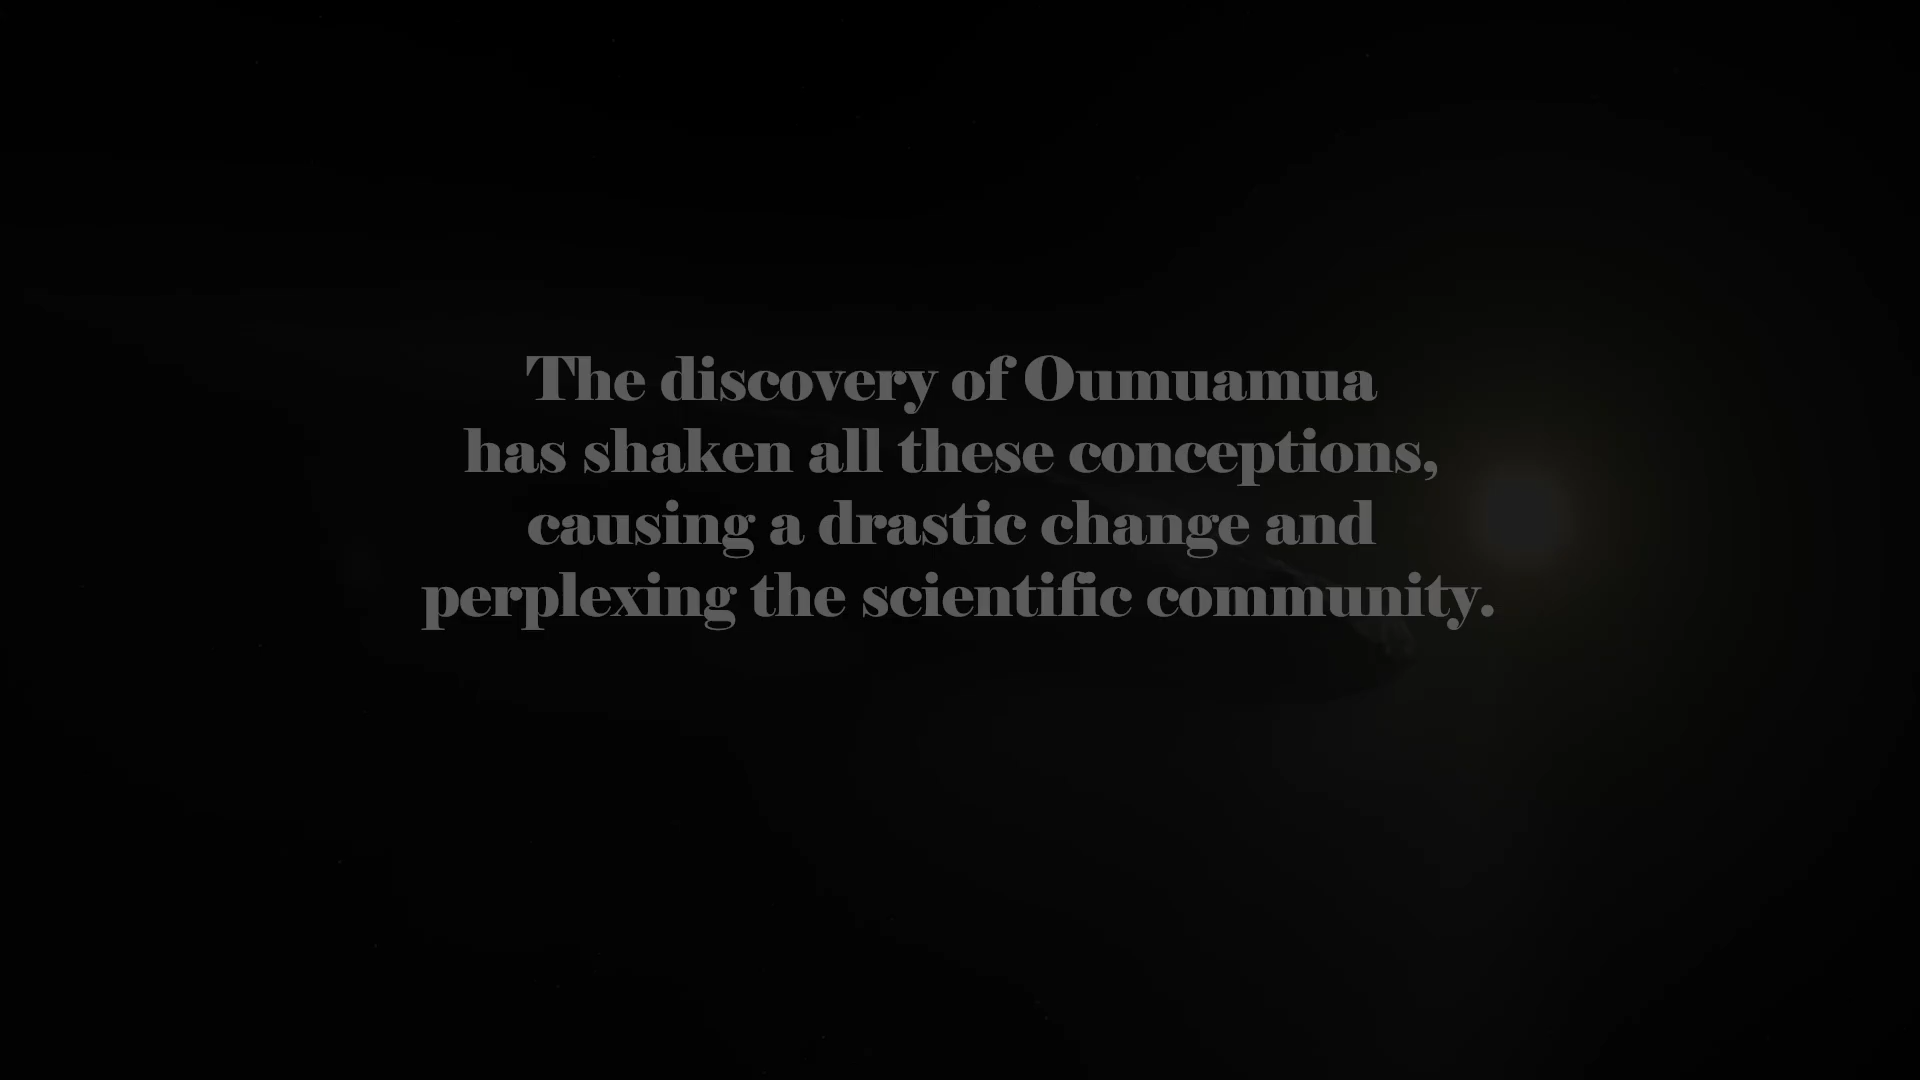 The discovery of Oumuamua
has shaken all these conceptions,
causing a drastic change and
perplexing the scientific community.